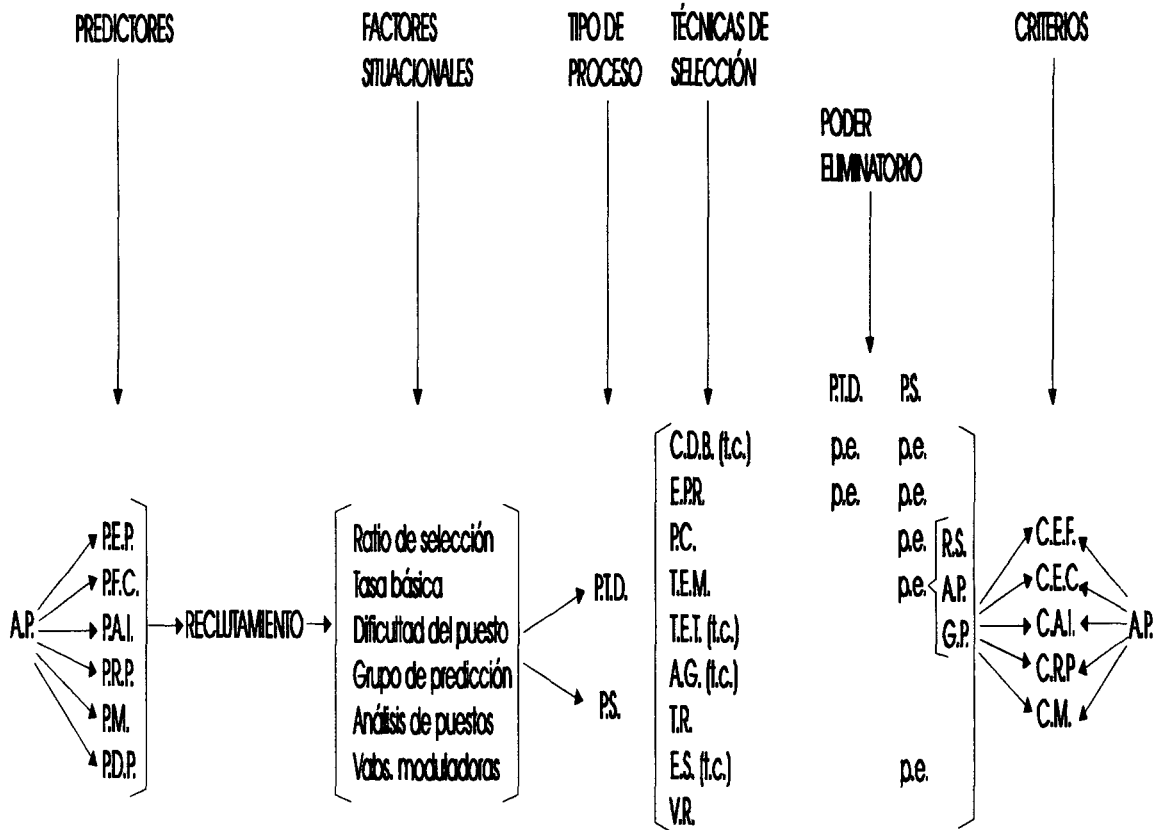 PREDICTORES
FACTORES
SITUACIONALES
TIPO DE
PROCESO
TÉCNICAS DE
SELECCIÓN
CRITERIOS
PODER
ELIMINATORIO
P.T.D. P.S.
A.P.
P.E.P.
P.F.C.
P.A.I.
P.R.P.
P.M.
P.D.P.
RECLUTAMIENTO
Ratio de selección
Tasa básica
Dificultad del puesto
Grupo de predicción
Análisis de puestos
Vabs. moduladoras
P.T.D.
P.S.
C.D.B. (t.c.) p.e. p.e.
E.P.R. p.e. p.e.
P.C. p.e.
T.E.M. p.e.
T.E.T. (t.c.)
A.G. (t.c.)
T.R.
E.S. (t.c.) p.e.
V.R.
R.S.
A.P.
G.P.
C.E.F.
C.E.C.
C.A.I.
C.R.P
C.M.
A.P.